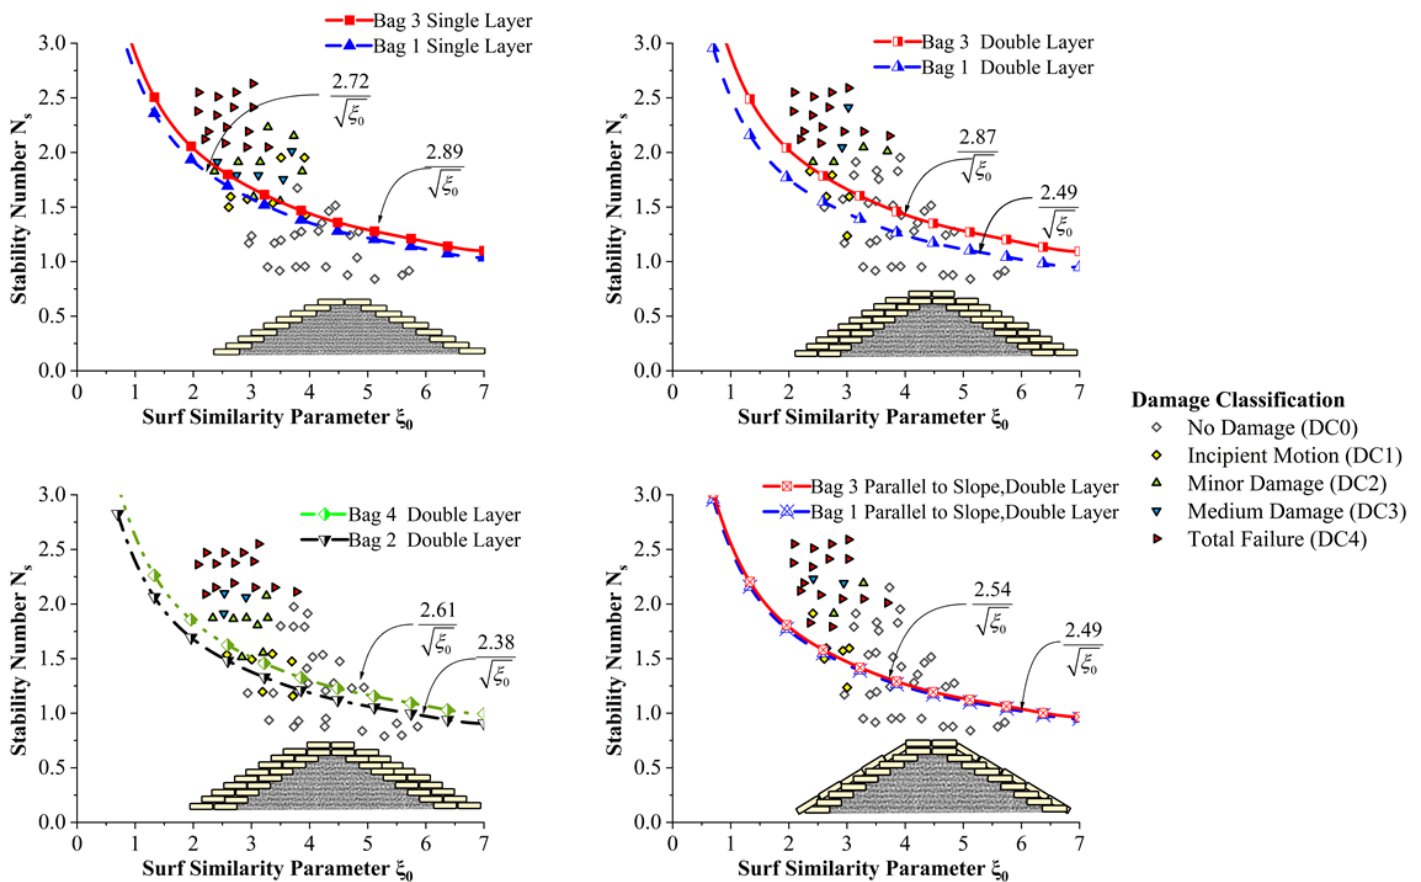 Bag 3 Single Layer
Bag 1 Single Layer
3.0
2.5
2.0
1.5
1.0
0.5
0.0
Stability Number Ns
2.72
√ξ0
2.89
√ξ0
0 1 2 3 4 5 6 7
Surf Similarity Parameter ξ0
Bag 3 Double Layer
Bag 1 Double Layer
3.0
2.5
2.0
1.5
1.0
0.5
0.0
Stability Number Ns
2.87
√ξ0
2.49
√ξ0
0 1 2 3 4 5 6 7
Surf Similarity Parameter ξ0
Damage Classification
No Damage (DC0)
Incipient Motion (DC1)
Minor Damage (DC2)
Medium Damage (DC3)
Total Failure (DC4)
Bag 4 Double Layer
Bag 2 Double Layer
3.0
2.5
2.0
1.5
1.0
0.5
0.0
Stability Number Ns
2.61
√ξ0
2.38
√ξ0
0 1 2 3 4 5 6 7
Surf Similarity Parameter ξ0
Bag 3 Parallel to Slope,Double Layer
Bag 1 Parallel to Slope,Double Layer
3.0
2.5
2.0
1.5
1.0
0.5
0.0
Stability Number Ns
2.54
√ξ0
2.49
√ξ0
0 1 2 3 4 5 6 7
Surf Similarity Parameter ξ0